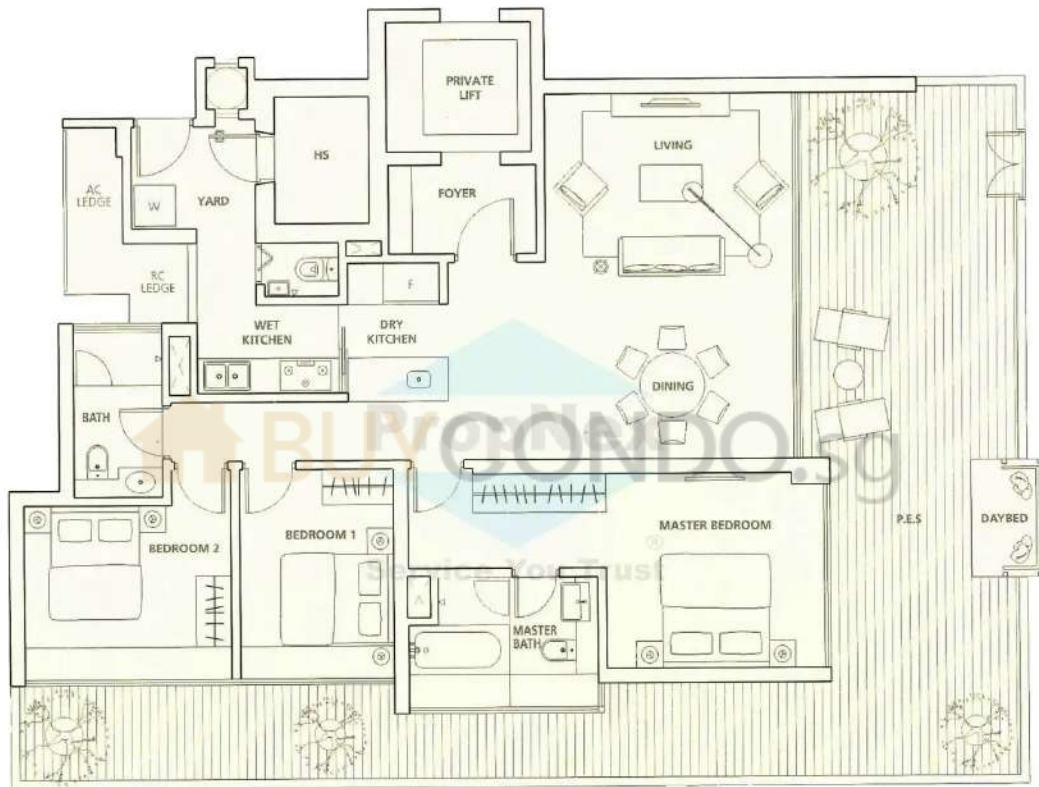 PRIVATE
LIFT
LIVING
HS
FOYER
AC
LEDGE
W
YARD
RC
LEDGE
F
WET
KITCHEN
DRY
KITCHEN
DINING
BATH
PropNex
BUYCONDO.sg
MASTER BEDROOM
P.E.S
DAYBED
BEDROOM 1
BEDROOM 2
®
Service You Trust
MASTER
BATH